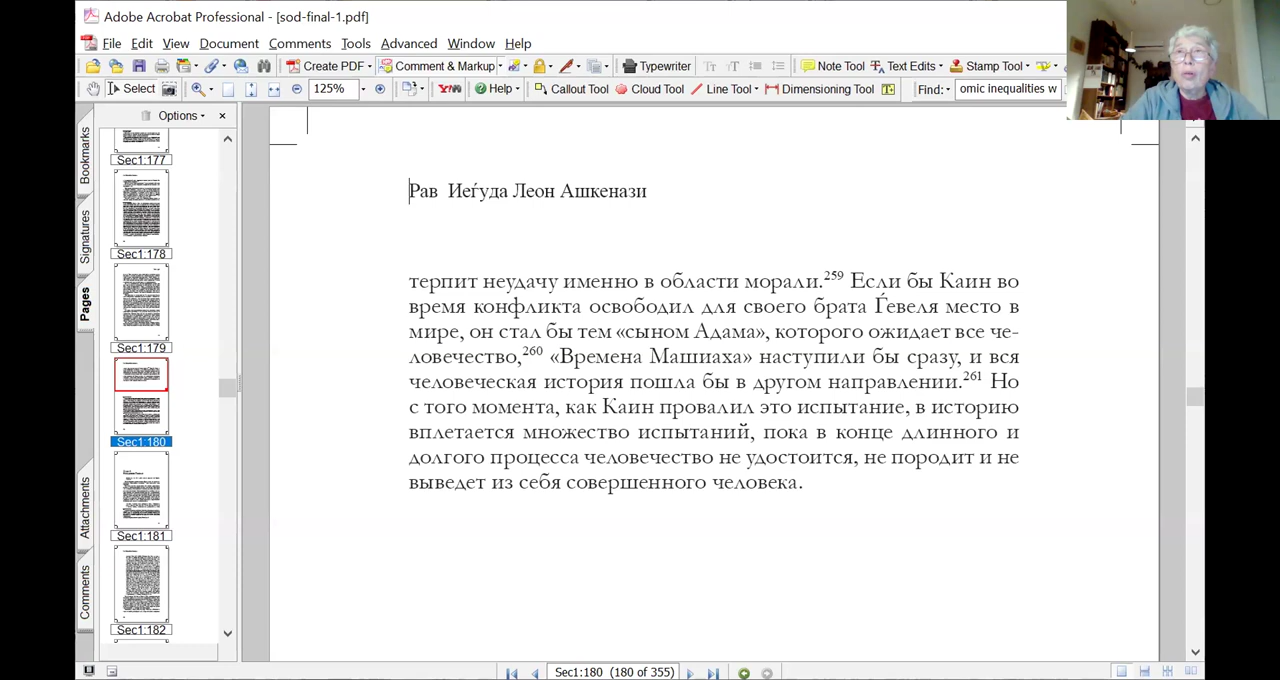 Adobe Acrobat Professional - [sod-final-1.pdf]
File Edit View Document Comments Tools Advanced Window Help
Create PDF Comment & Markup Typewriter Note Tool Text Edits Stamp Tool
Select 125% Help Callout Tool Cloud Tool Line Tool Dimensioning Tool Find: omic inequalities w
Options
Bookmarks
Signatures
Pages
Attachments
Comments
Sec1:177
Sec1:178
Sec1:179
Sec1:180
Sec1:181
Sec1:182
Рав Иеѓуда Леон Ашкенази
терпит неудачу именно в области морали.259 Если бы Каин во
время конфликта освободил для своего брата Ѓевеля место в
мире, он стал бы тем «сыном Адама», которого ожидает все че-
ловечество,260 «Времена Машиаха» наступили бы сразу, и вся
человеческая история пошла бы в другом направлении.261 Но
с того момента, как Каин провалил это испытание, в историю
вплетается множество испытаний, пока в конце длинного и
долгого процесса человечество не удостоится, не породит и не
выведет из себя совершенного человека.
Sec1:180 (180 of 355)